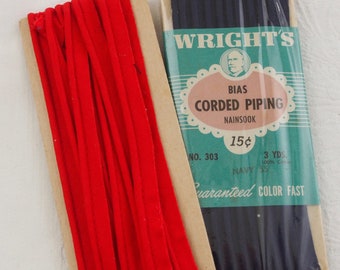 WRIGHT'S
BIAS
CORDED PIPING
NAINSOOK
15¢
NO. 303 3 YDS.
NAVY
Guaranteed COLOR FAST